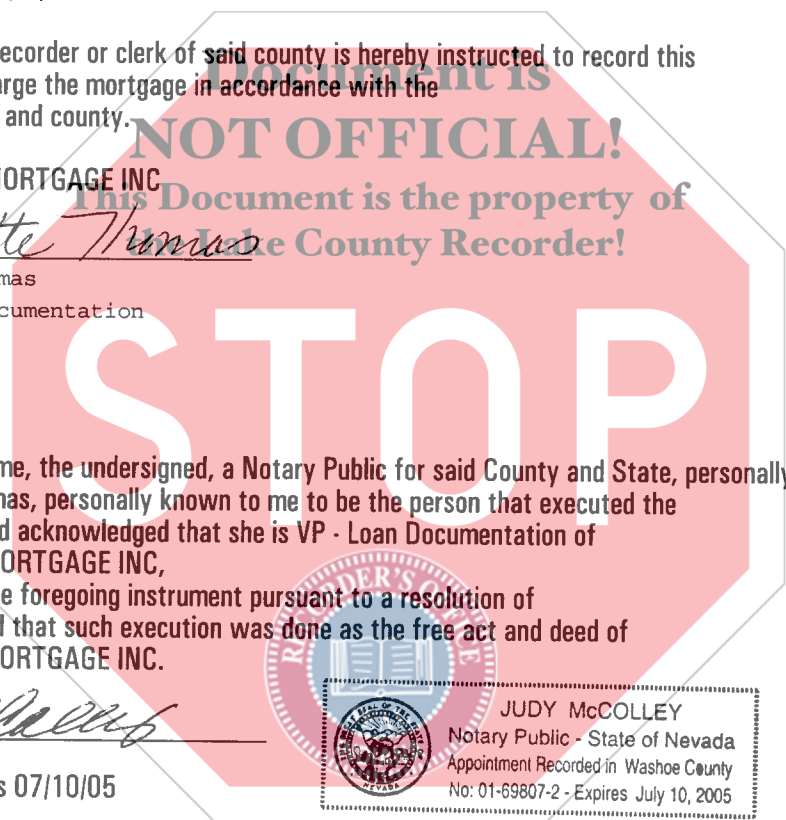 ecorder or clerk of said county is hereby instructed to record this
arge the mortgage in accordance with the
and county.
Document is
NOT OFFICIAL!
This Document is the property of
the Lake County Recorder!
ORTGAGE INC
te Thomas
mas
cumentation
STOP
me, the undersigned, a Notary Public for said County and State, personally
mas, personally known to me to be the person that executed the
d acknowledged that she is VP - Loan Documentation of
ORTGAGE INC,
e foregoing instrument pursuant to a resolution of
d that such execution was done as the free act and deed of
ORTGAGE INC.
RECORDER'S OFFICE
s 07/10/05
JUDY McCOLLEY
Notary Public - State of Nevada
Appointment Recorded in Washoe County
No: 01-69807-2 - Expires July 10, 2005
NEVADA